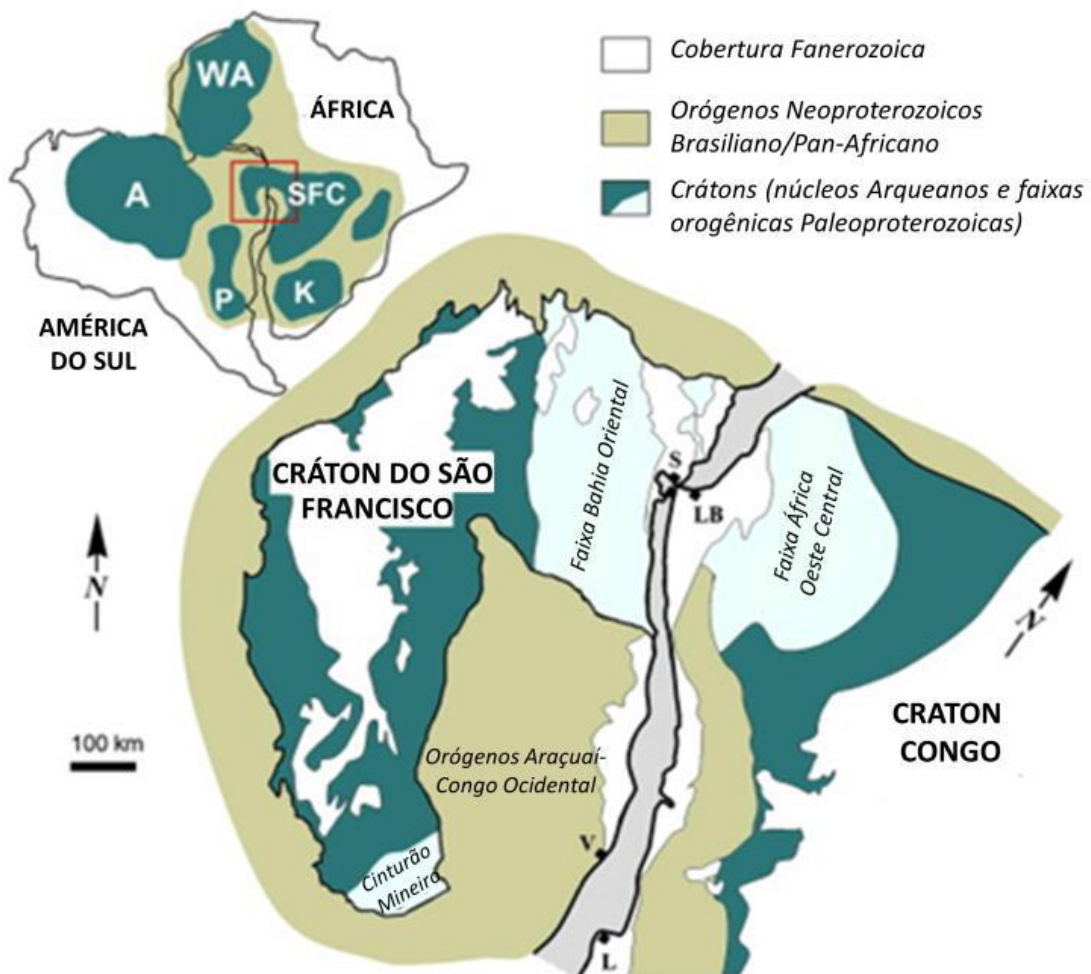 WA
ÁFRICA
A
SFC
P
K
AMÉRICA
DO SUL
Cobertura Fanerozoica
Orógenos Neoproterozoicos
Brasiliano/Pan-Africano
Crátons (núcleos Arqueanos e faixas
orogênicas Paleoproterozoicas)
CRÁTON DO SÃO
FRANCISCO
Faixa Bahia Oriental
S
LB
Faixa África
Oeste Central
N
N
CRATON
CONGO
100 km
Orógenos Araçuaí-
Congo Ocidental
V
Cinturão
Mineiro
L